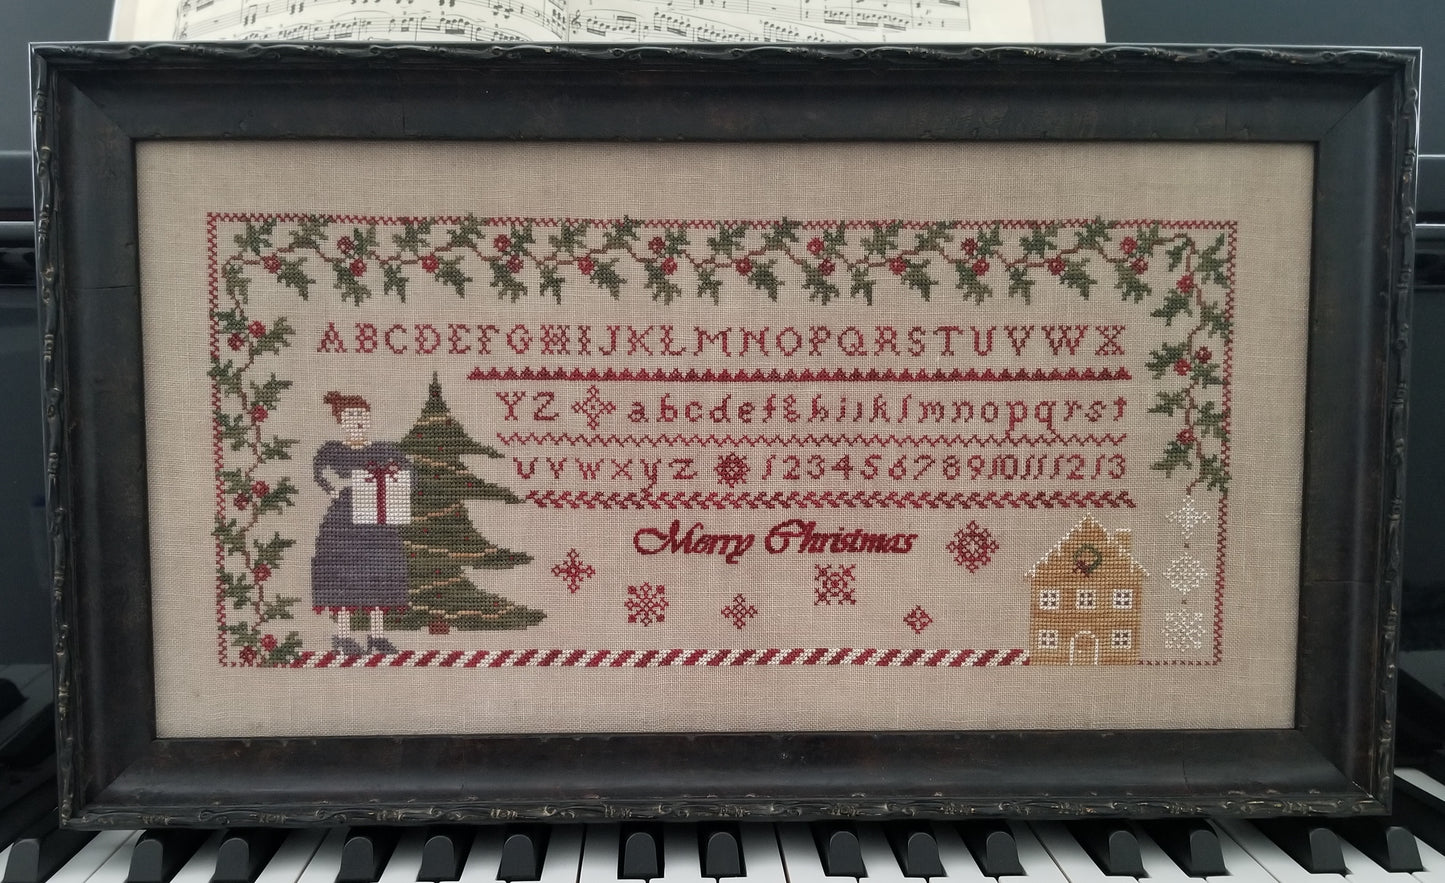 ABCDEFGHIJKLMNOPQRSTUVWX
YZ abcdefghijklmnopqrst
uvwxyz 12345678910111213
Merry Christmas